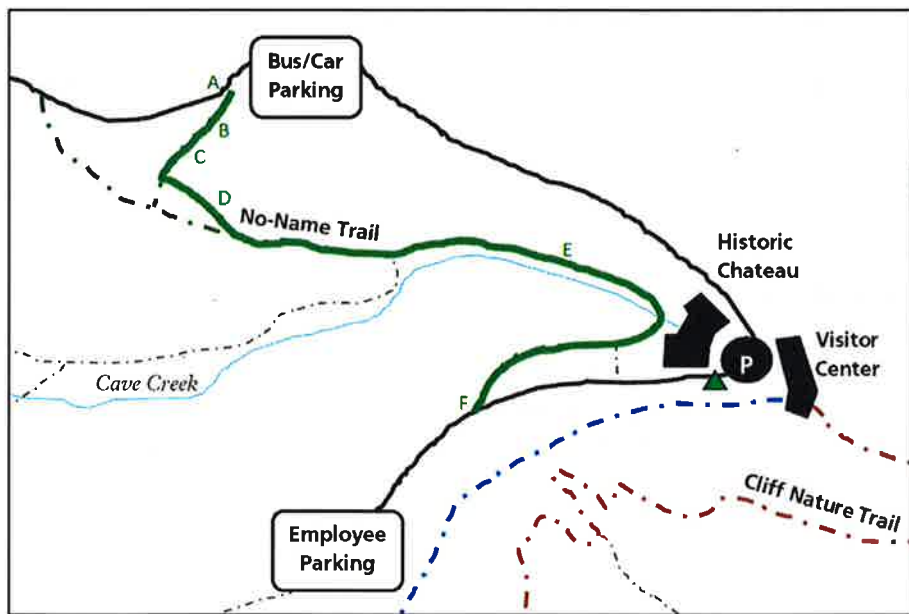 Bus/Car
Parking
A
B
C
D
No-Name Trail
E
Historic
Chateau
Visitor
Center
P
Cave Creek
F
Cliff Nature Trail
Employee
Parking